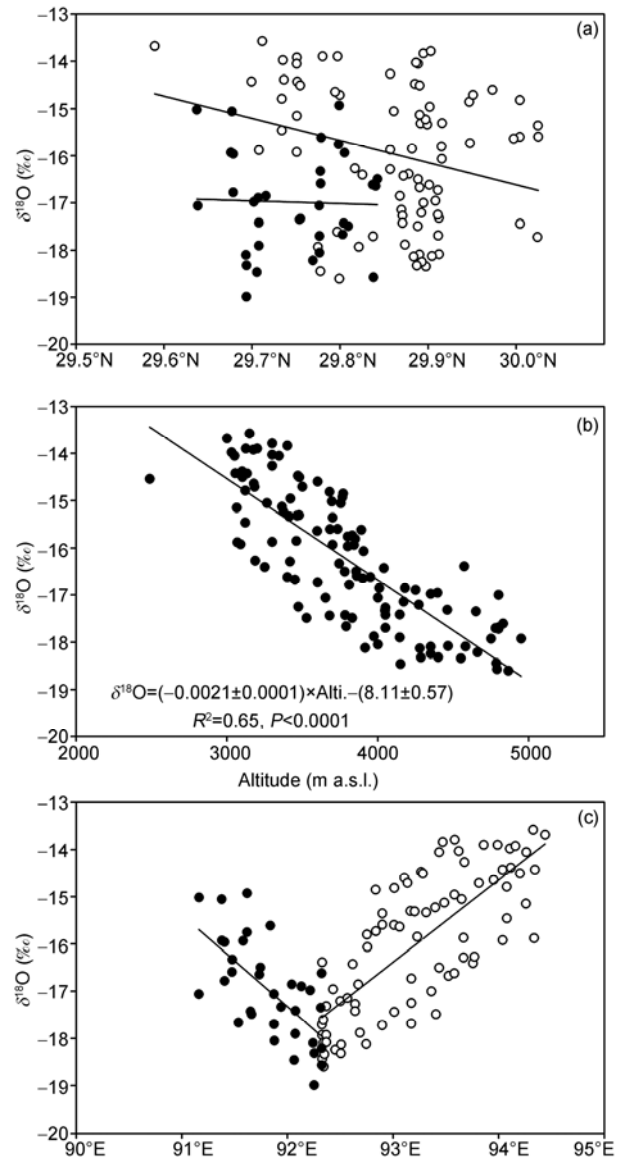 (a)
−13
−14
−15
−16
−17
−18
−19
−20
δ18O (‰)
29.5°N 29.6°N 29.7°N 29.8°N 29.9°N 30.0°N
(b)
−13
−14
−15
−16
−17
−18
−19
−20
δ18O (‰)
δ18O=(−0.0021±0.0001)×Alti.−(8.11±0.57)
R2=0.65, P<0.0001
2000 3000 4000 5000
Altitude (m a.s.l.)
(c)
−13
−14
−15
−16
−17
−18
−19
−20
δ18O (‰)
90°E 91°E 92°E 93°E 94°E 95°E